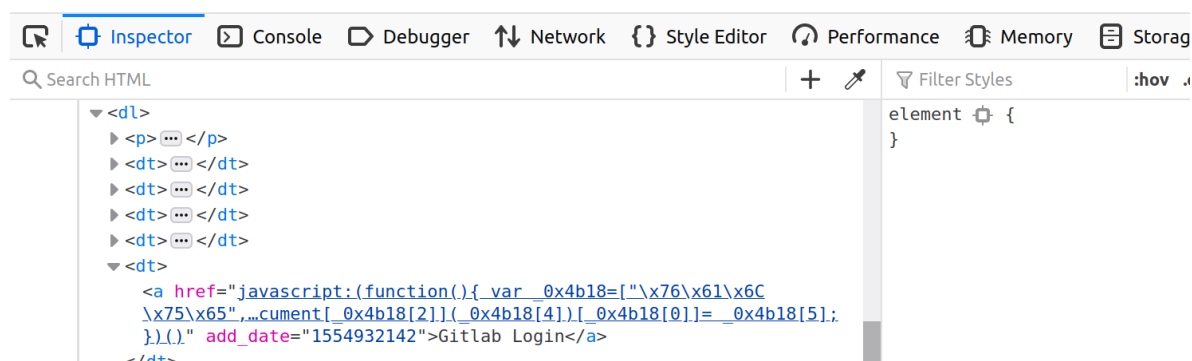 Inspector Console Debugger Network {} Style Editor Performance Memory Storag
Search HTML + Filter Styles :hov .c
<dl>
<p>•••</p>
<dt>•••</dt>
<dt>•••</dt>
<dt>•••</dt>
<dt>•••</dt>
<dt>
<a href="javascript:(function(){ var _0x4b18=["\x76\x61\x6C
\x75\x65",…cument[_0x4b18[2]](_0x4b18[4])[_0x4b18[0]]= _0x4b18[5];
})()" add_date="1554932142">Gitlab Login</a>
</dt>
element {
}